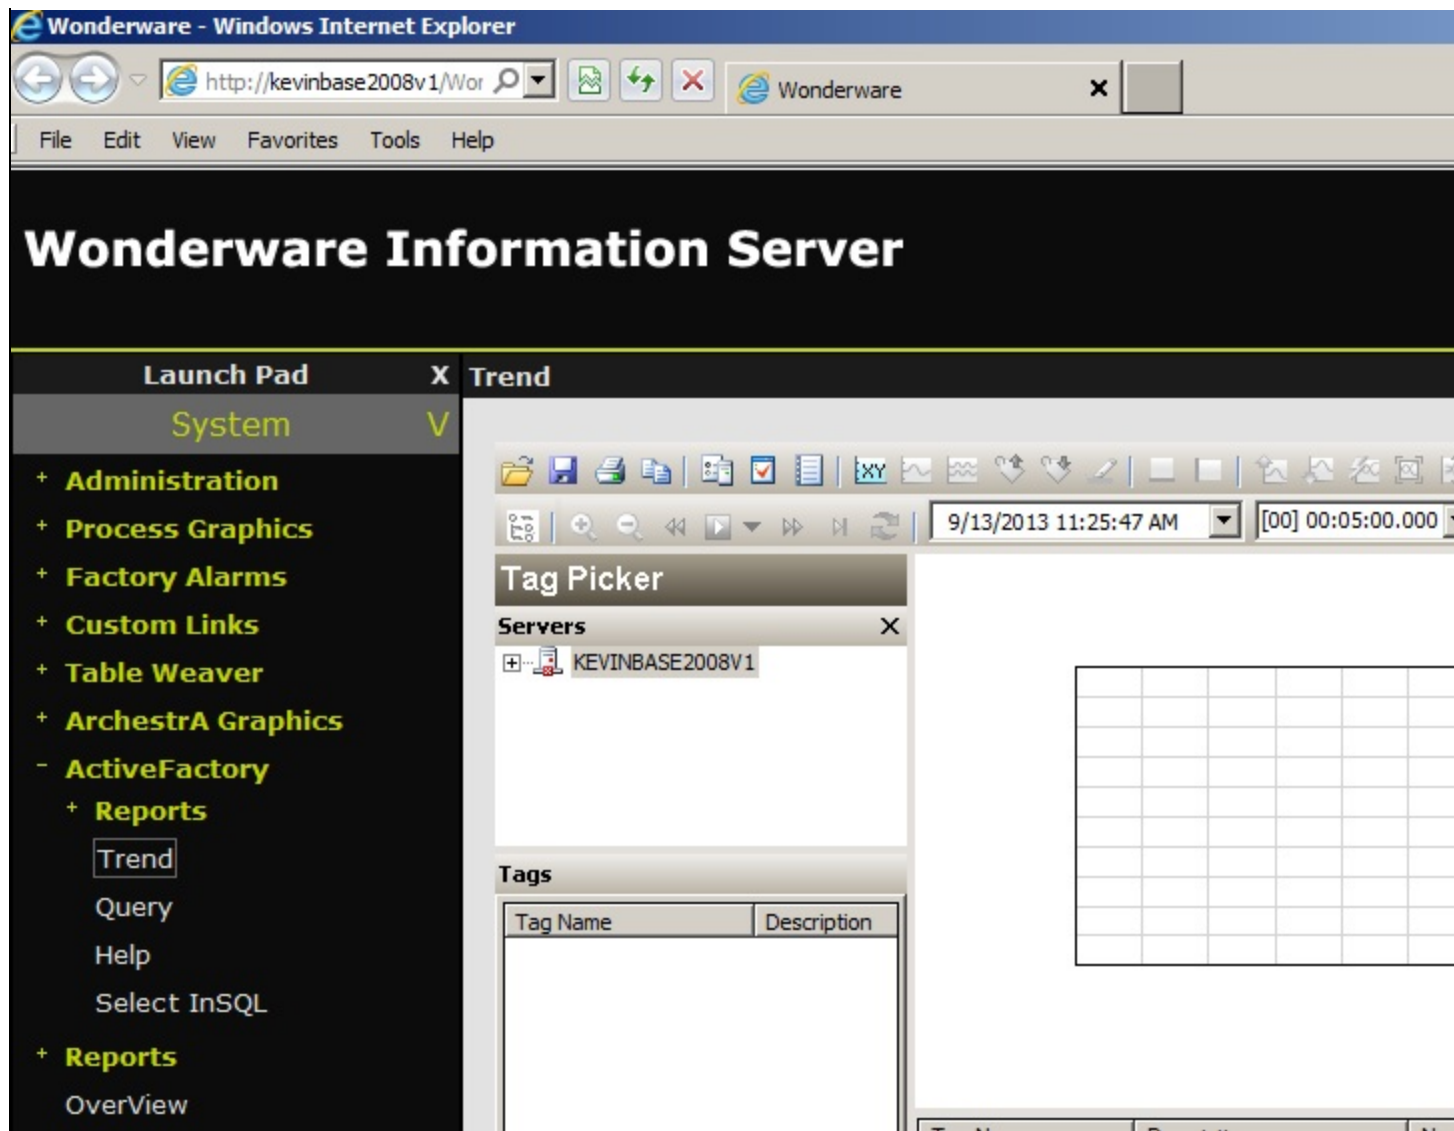 Wonderware - Windows Internet Explorer
http://kevinbase2008v1/Wor
Wonderware
File Edit View Favorites Tools Help
Wonderware Information Server
Launch Pad X
Trend
System V
+ Administration
+ Process Graphics
+ Factory Alarms
+ Custom Links
+ Table Weaver
+ ArchestrA Graphics
- ActiveFactory
+ Reports
Trend
Query
Help
Select InSQL
+ Reports
OverView
XY
9/13/2013 11:25:47 AM [00] 00:05:00.000
Tag Picker
Servers
KEVINBASE2008V1
Tags
Tag Name Description